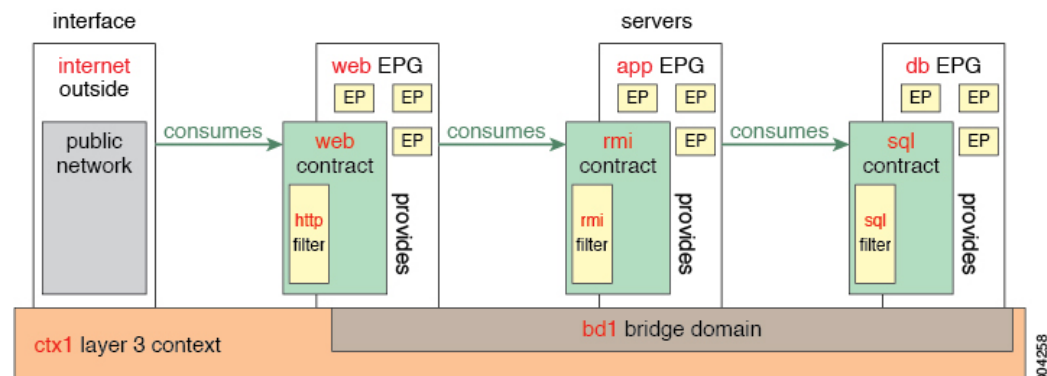 interface
servers
internet
outside
public
network
consumes
web EPG
EP
EP
EP
web
contract
http
filter
provides
consumes
app EPG
EP
EP
EP
rmi
contract
rmi
filter
provides
consumes
db EPG
EP
EP
EP
sql
contract
sql
filter
provides
bd1 bridge domain
ctx1 layer 3 context